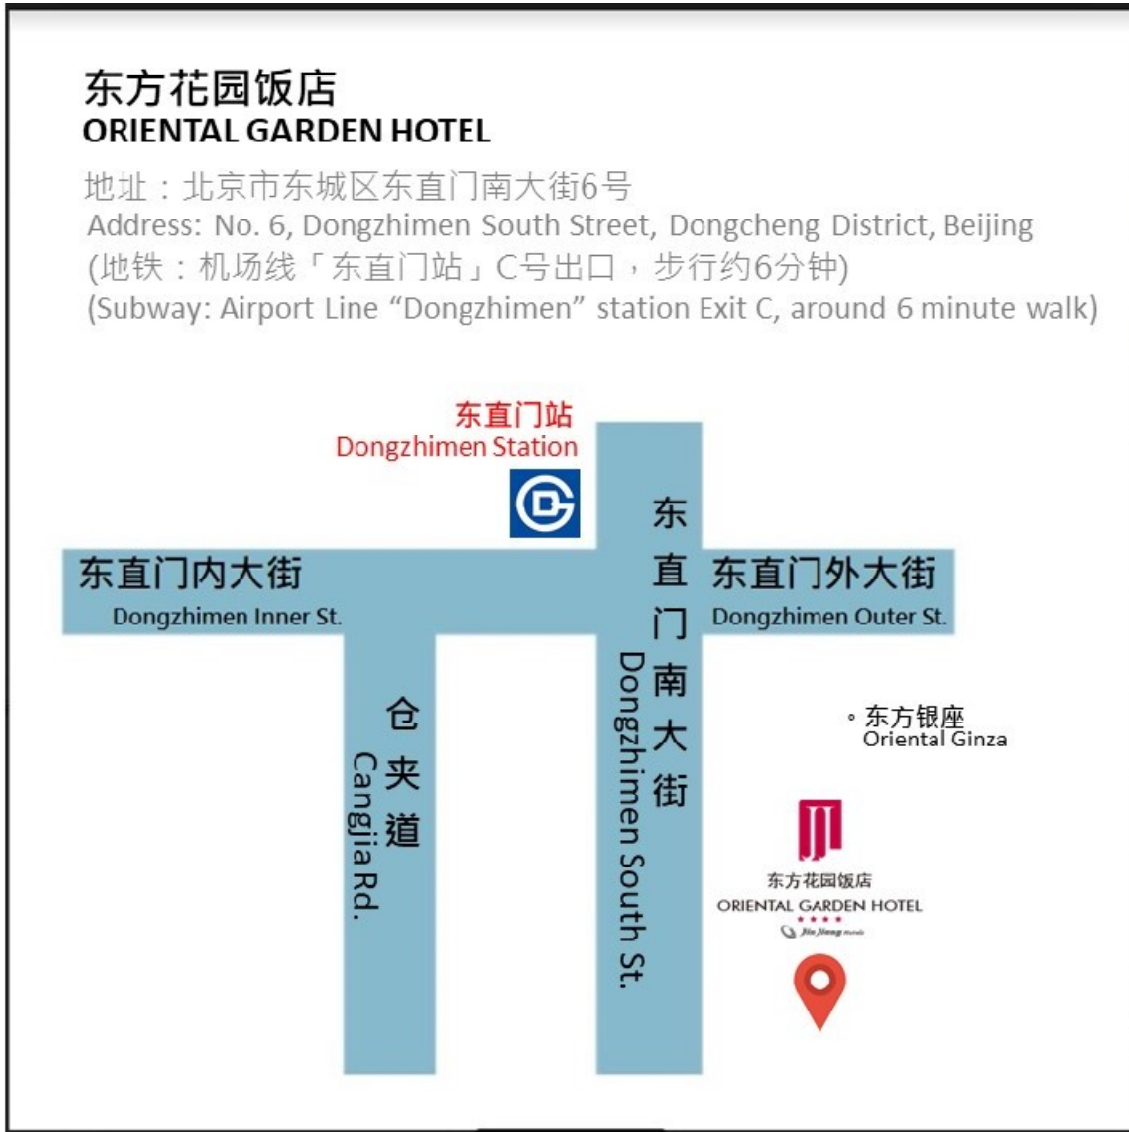 东方花园饭店
ORIENTAL GARDEN HOTEL
地址：北京市东城区东直门南大街6号
Address: No. 6, Dongzhimen South Street, Dongcheng District, Beijing
(地铁：机场线「东直门站」C号出口，步行约6分钟)
(Subway: Airport Line “Dongzhimen” station Exit C, around 6 minute walk)
东直门站
Dongzhimen Station
东直门内大街
Dongzhimen Inner St.
东直门南大街
Dongzhimen South St.
东直门外大街
Dongzhimen Outer St.
仓夹道
Cangjia Rd.
东方银座
Oriental Ginza
东方花园饭店
ORIENTAL GARDEN HOTEL
Jin Jiang Hotels